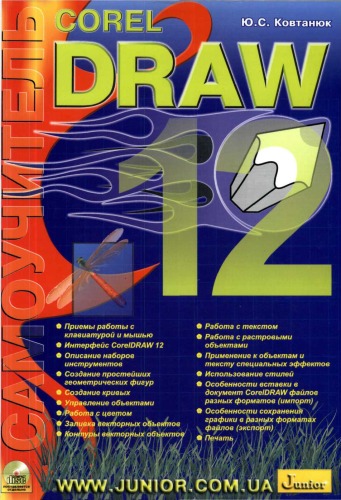 Ю.С. Ковтанюк
COREL
DRAW
12
САМОУЧИТЕЛЬ
Приемы работы с
клавиатурой и мышью
Интерфейс CorelDRAW 12
Описание наборов
инструментов
Создание простейших
геометрических фигур
Создание кривых
Управление объектами
Работа с цветом
Заливка векторных объектов
Контуры векторных объектов
Работа с текстом
Работа с растровыми
объектами
Применение к объектам и
тексту специальных эффектов
Использование стилей
Особенности вставки в
документ CorelDRAW файлов
разных форматов (импорт)
Особенности сохранения
графики в разных форматах
файлов (экспорт)
Печать
WWW.JUNIOR.COM.UA
Junior